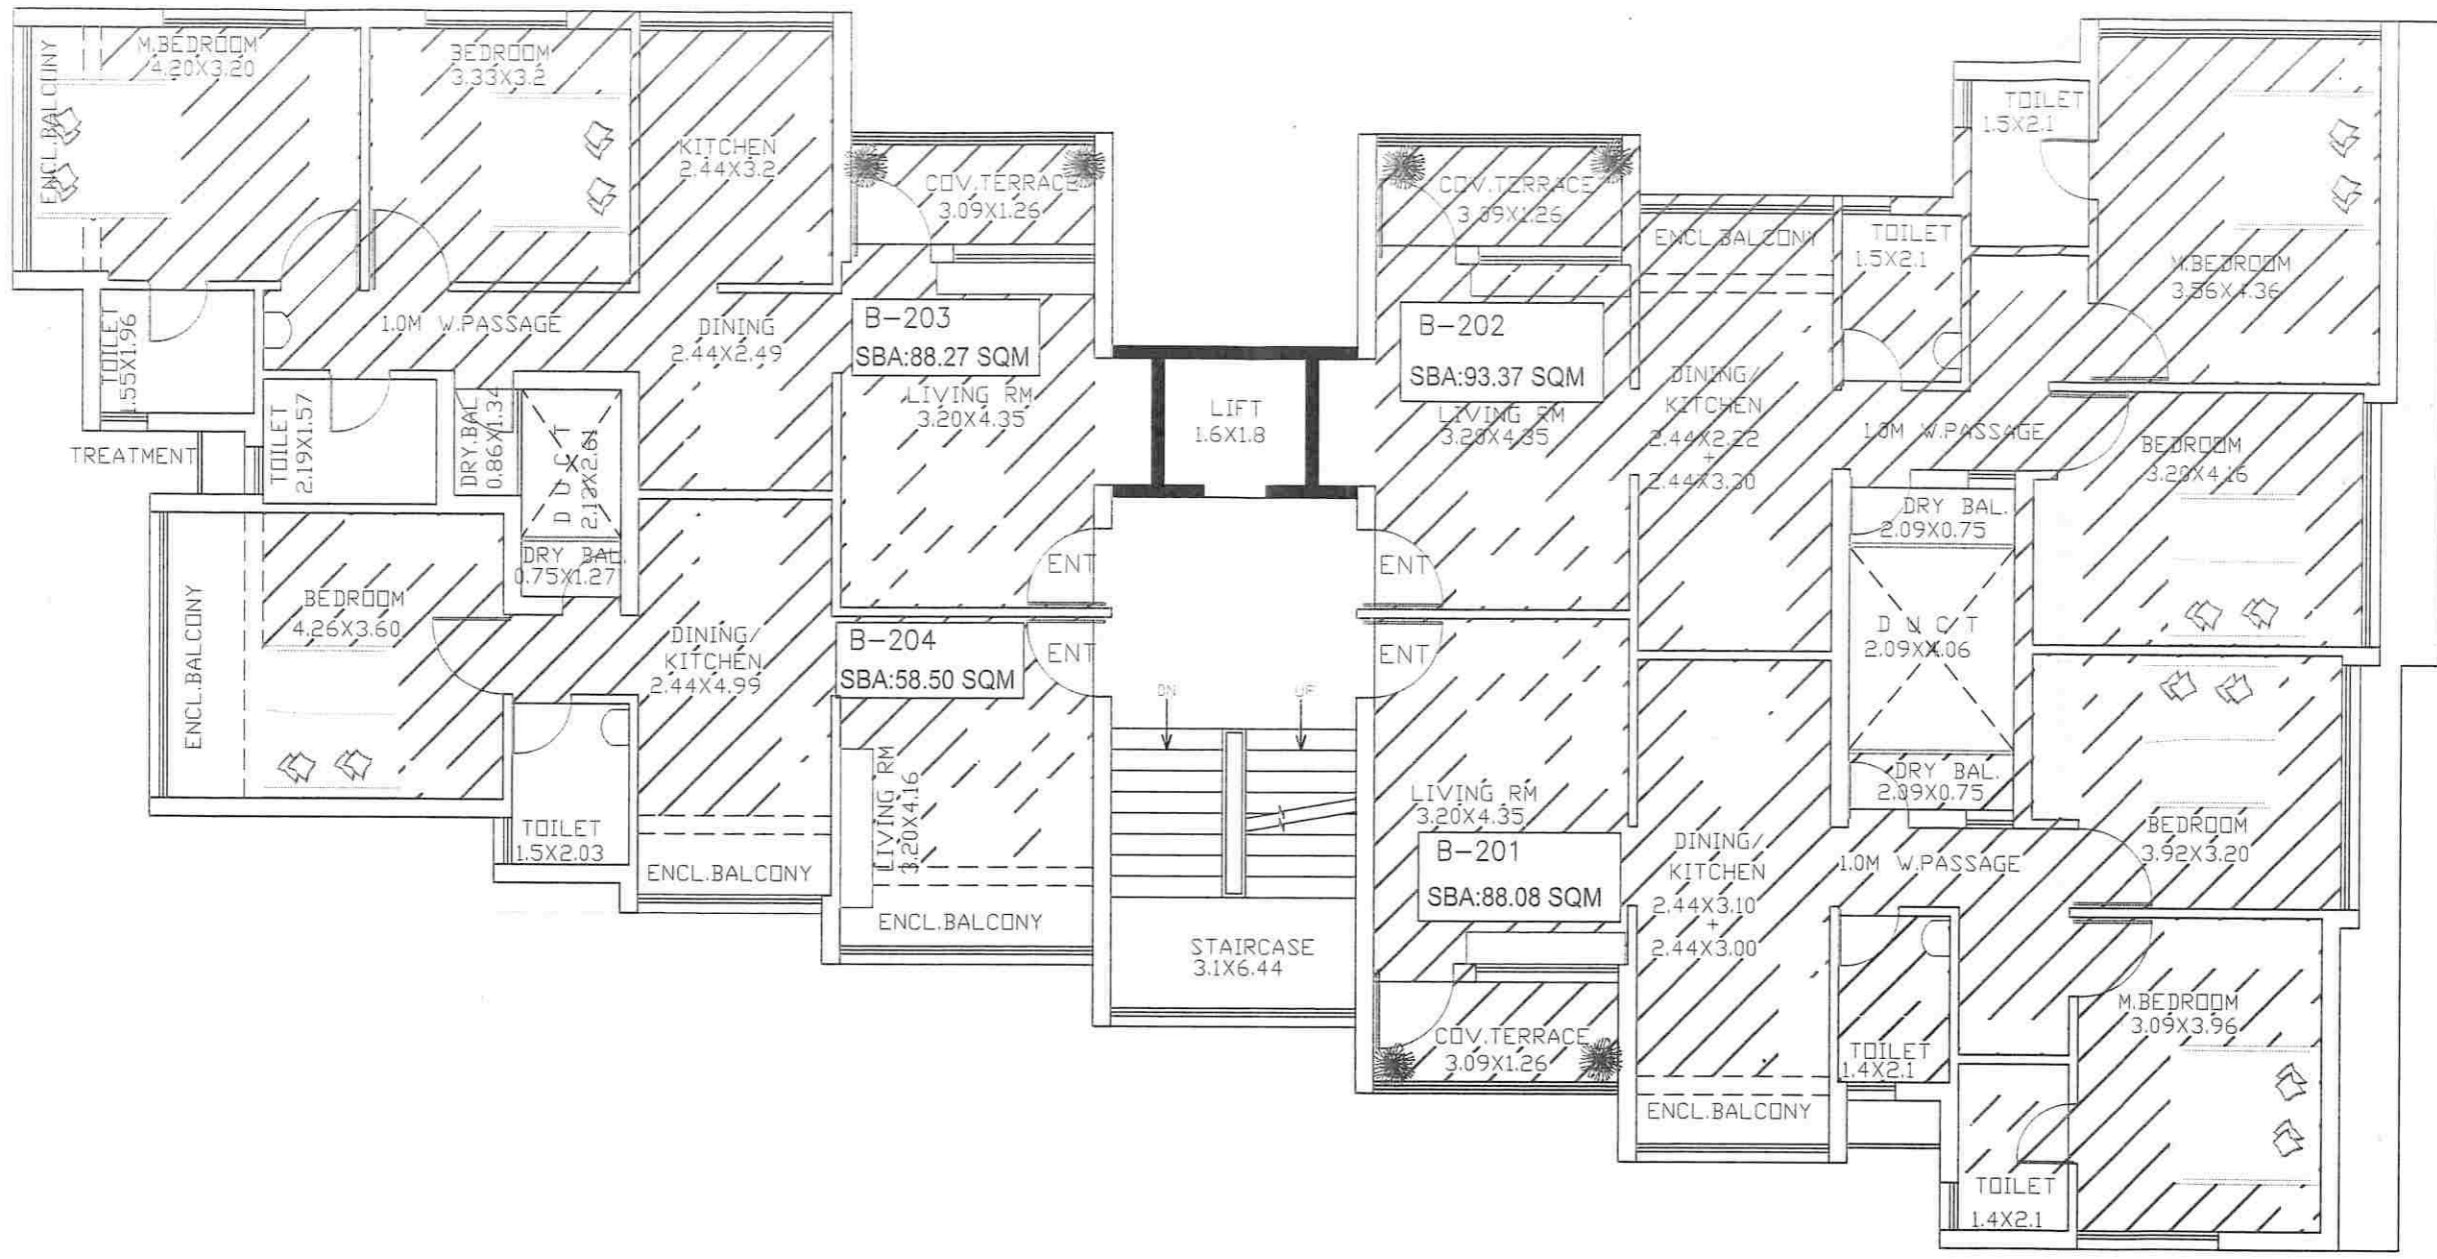 M.BEDROOM
4.20X3.20
ENCL.BALCONY
BEDROOM
3.33X3.2
KITCHEN
2.44X3.2
COV.TERRACE
3.09X1.26
TOILET
1.55X1.96
1.0M W.PASSAGE
DINING
2.44X2.49
B-203
SBA:88.27 SQM
LIVING RM
3.20X4.35
TREATMENT
TOILET
2.19X1.57
DRY.BAL
0.86X1.34
DUCT
DRY BAL.
0.75X1.27
ENT
LIFT
1.6X1.8
COV.TERRACE
3.09X1.26
ENCL.BALCONY
TOILET
1.5X2.1
TOILET
1.5X2.1
M.BEDROOM
3.56X4.36
B-202
SBA:93.37 SQM
LIVING RM
3.20X4.35
DINING/
KITCHEN
2.44X2.22
+
2.44X3.30
1.0M W.PASSAGE
BEDROOM
3.20X4.16
DRY BAL.
2.09X0.75
ENT
DUCT
2.09X4.06
ENCL.BALCONY
BEDROOM
4.26X3.60
DINING/
KITCHEN
2.44X4.99
B-204
SBA:58.50 SQM
ENT
LIVING RM
3.20X4.16
TOILET
1.5X2.03
ENCL.BALCONY
ENCL.BALCONY
DN
UP
STAIRCASE
3.1X6.44
ENT
LIVING RM
3.20X4.35
B-201
SBA:88.08 SQM
DINING/
KITCHEN
2.44X3.10
+
2.44X3.00
DRY BAL.
2.09X0.75
1.0M W.PASSAGE
BEDROOM
3.92X3.20
COV.TERRACE
3.09X1.26
ENCL.BALCONY
TOILET
1.4X2.1
M.BEDROOM
3.09X3.96
TOILET
1.4X2.1